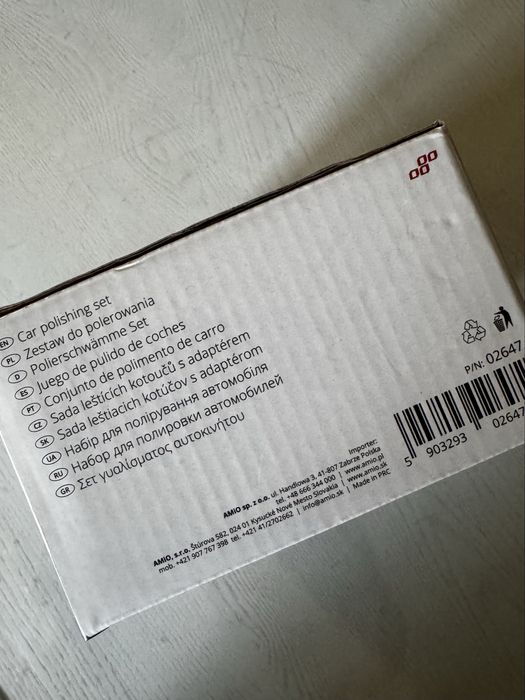 EN Car polishing set
PL Zestaw do polerowania
D Polierschwämme Set
ES Juego de pulido de coches
PT Conjunto de polimento de carro
CZ Sada leštících kotoučů s adaptérem
SK Sada leštiacich kotúčov s adaptérom
UA Набір для полірування автомобіля
RU Набор для полировки автомобилей
GR Σετ γυαλίσματος αυτοκινήτου
P/N: 02647
5 903293 02647
Importer:
AMiO sp. z o.o. ul. Handlowa 3, 41-807 Zabrze Polska
tel. +48 666 344 000 | www.amio.pl
AMiO, s.r.o. Štúrova 582, 024 01 Kysucké Nové Mesto Slovakia | www.amio.sk
mob. +421 907 767 398 tel. +421 41/2702662 | info@amio.sk | Made in PRC